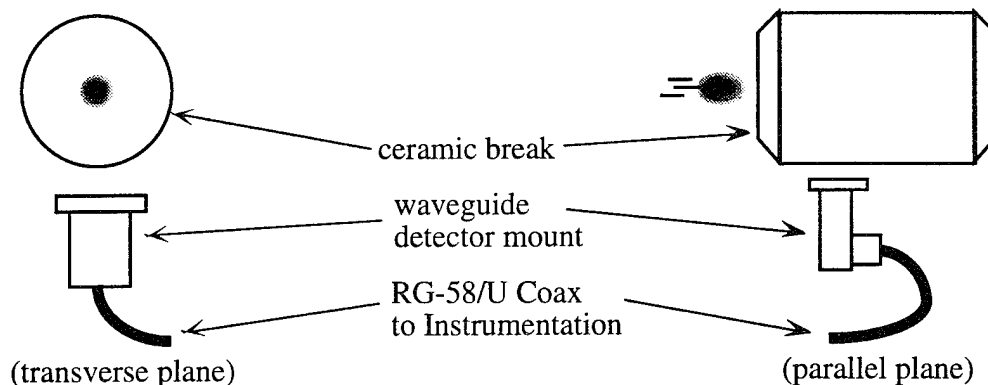 ceramic break
waveguide
detector mount
RG-58/U Coax
to Instrumentation
(transverse plane)
(parallel plane)